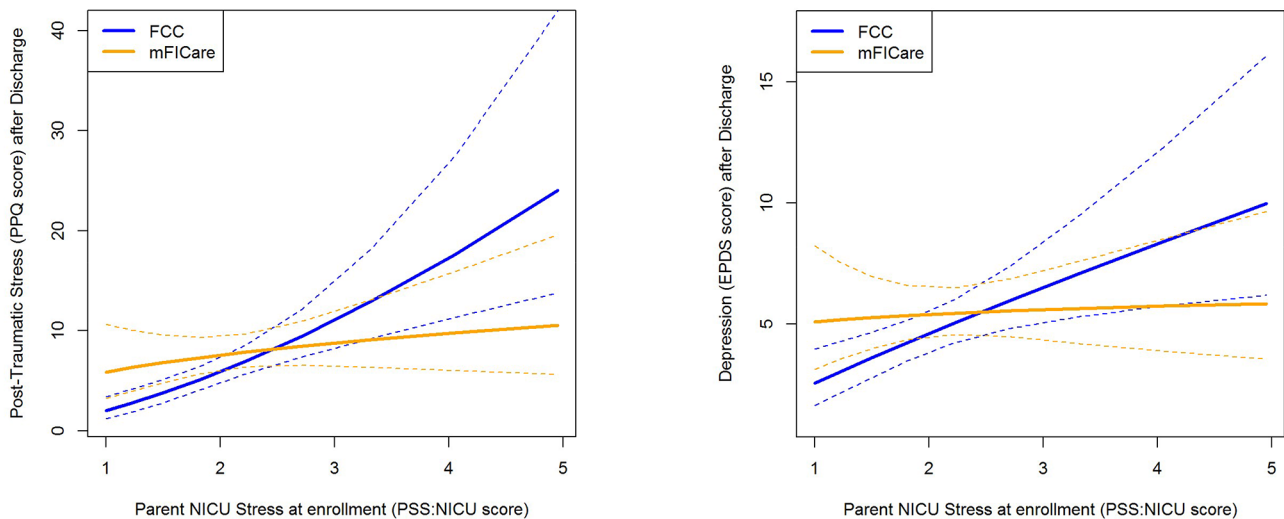 Post-Traumatic Stress (PPQ score) after Discharge
40
30
20
10
0
FCC
mFICare
1 2 3 4 5
Parent NICU Stress at enrollment (PSS:NICU score)
Depression (EPDS score) after Discharge
15
10
5
FCC
mFICare
1 2 3 4 5
Parent NICU Stress at enrollment (PSS:NICU score)